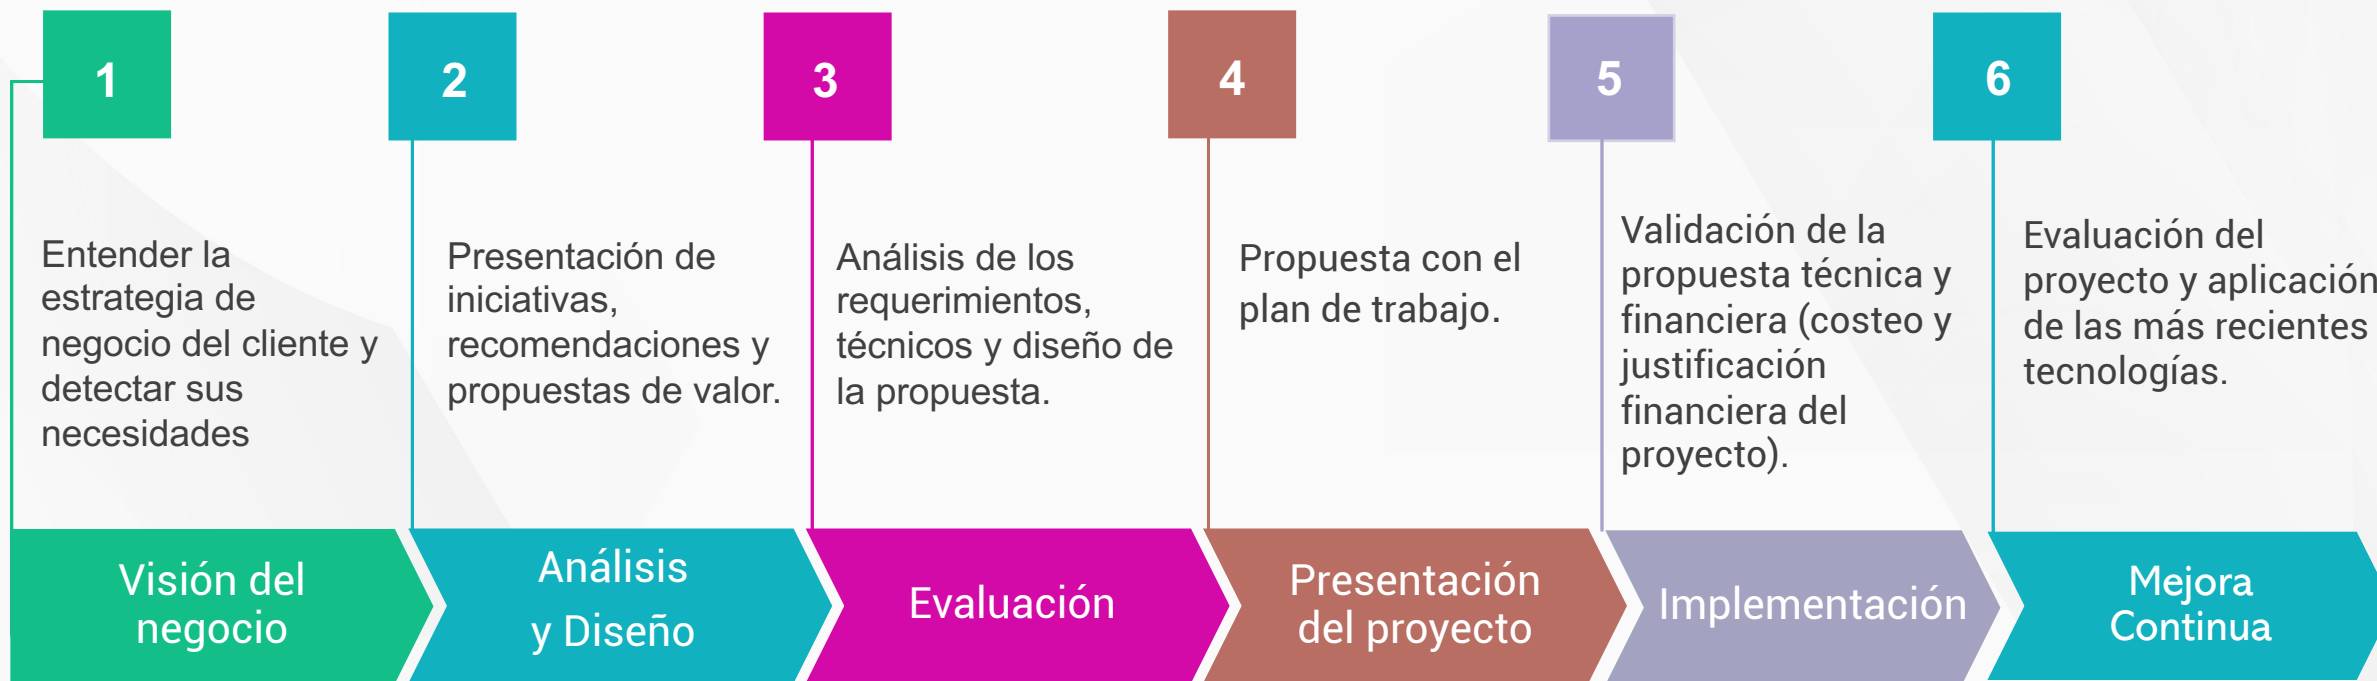 1
Entender la
estrategia de
negocio del cliente y
detectar sus
necesidades
Visión del
negocio
2
Presentación de
iniciativas,
recomendaciones y
propuestas de valor.
Análisis
y Diseño
3
Análisis de los
requerimientos,
técnicos y diseño de
la propuesta.
Evaluación
4
Propuesta con el
plan de trabajo.
Presentación
del proyecto
5
Validación de la
propuesta técnica y
financiera (costeo y
justificación
financiera del
proyecto).
Implementación
6
Evaluación del
proyecto y aplicación
de las más recientes
tecnologías.
Mejora
Continua